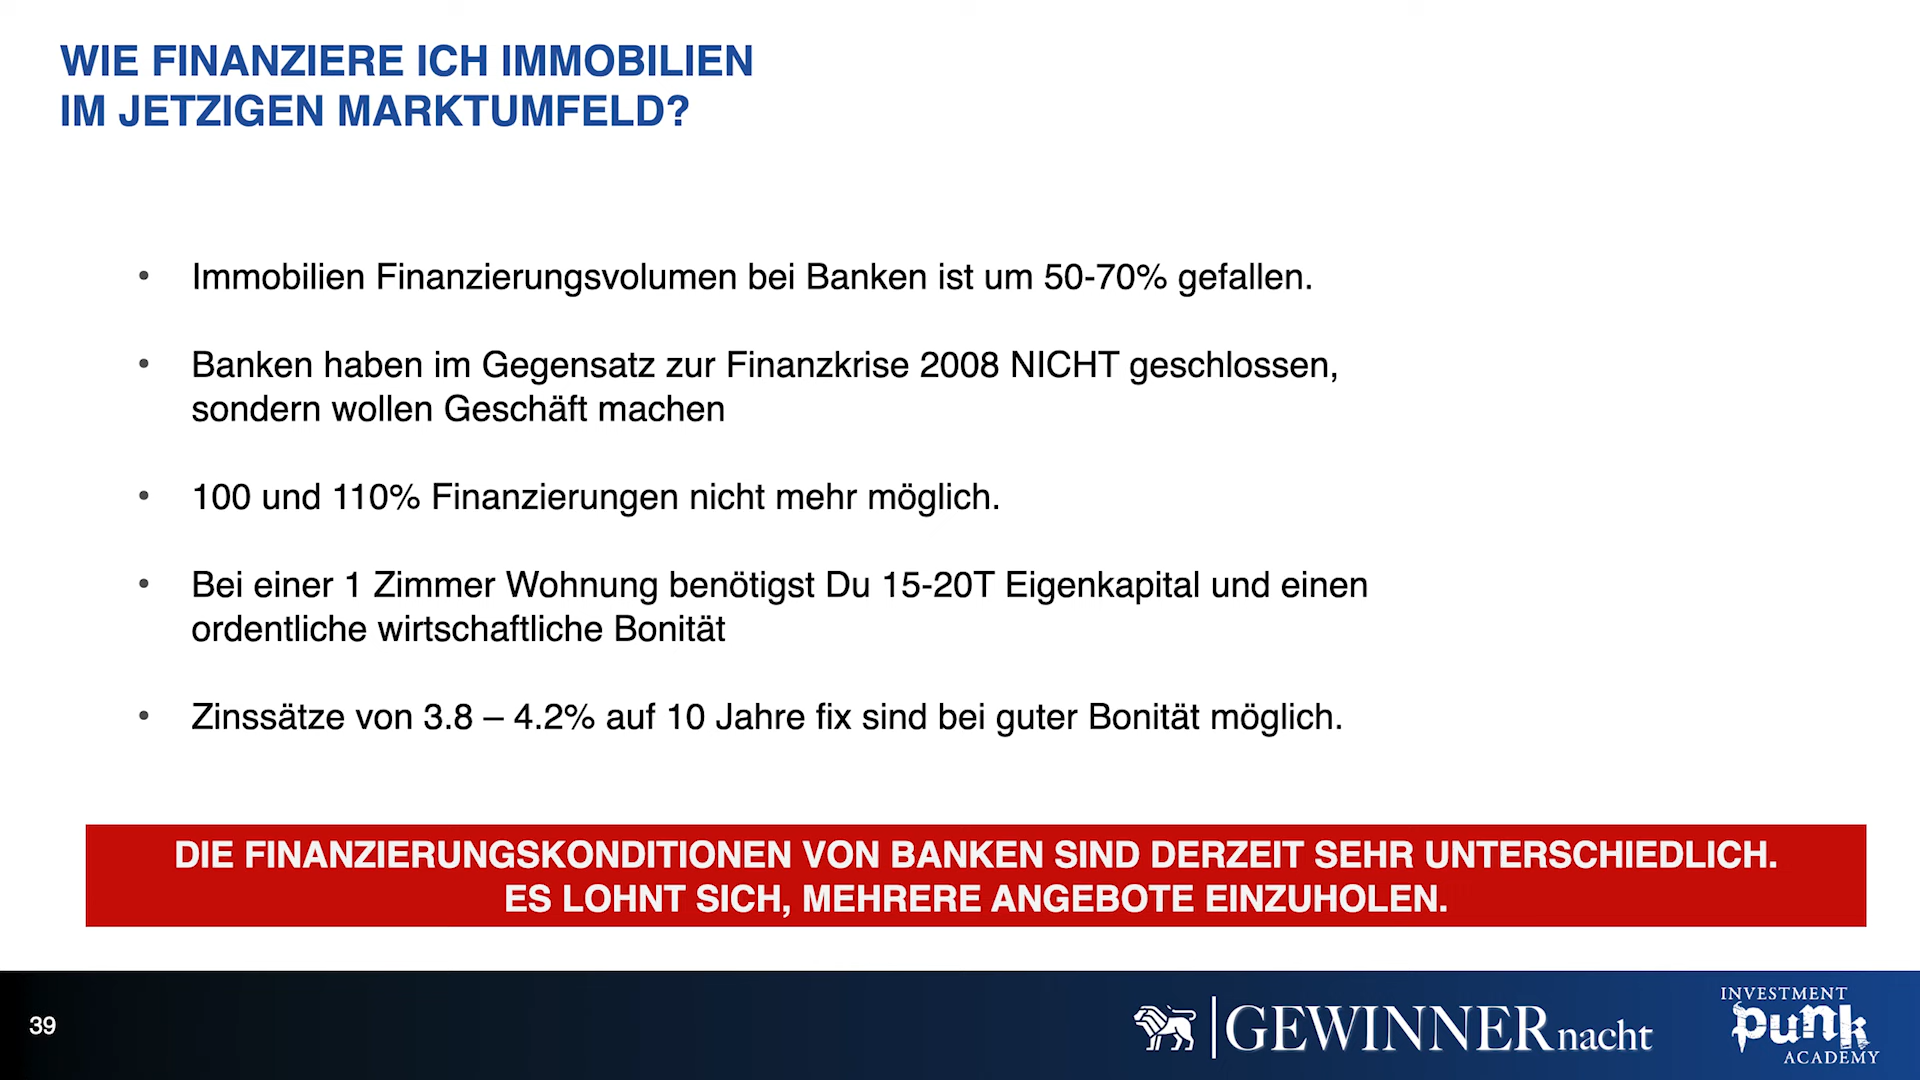 WIE FINANZIERE ICH IMMOBILIEN
IM JETZIGEN MARKTUMFELD?
• Immobilien Finanzierungsvolumen bei Banken ist um 50-70% gefallen.
• Banken haben im Gegensatz zur Finanzkrise 2008 NICHT geschlossen,
sondern wollen Geschäft machen
• 100 und 110% Finanzierungen nicht mehr möglich.
• Bei einer 1 Zimmer Wohnung benötigst Du 15-20T Eigenkapital und einen
ordentliche wirtschaftliche Bonität
• Zinssätze von 3.8 – 4.2% auf 10 Jahre fix sind bei guter Bonität möglich.
DIE FINANZIERUNGSKONDITIONEN VON BANKEN SIND DERZEIT SEHR UNTERSCHIEDLICH.
ES LOHNT SICH, MEHRERE ANGEBOTE EINZUHOLEN.
39
GEWINNERnacht
INVESTMENT
punk
ACADEMY